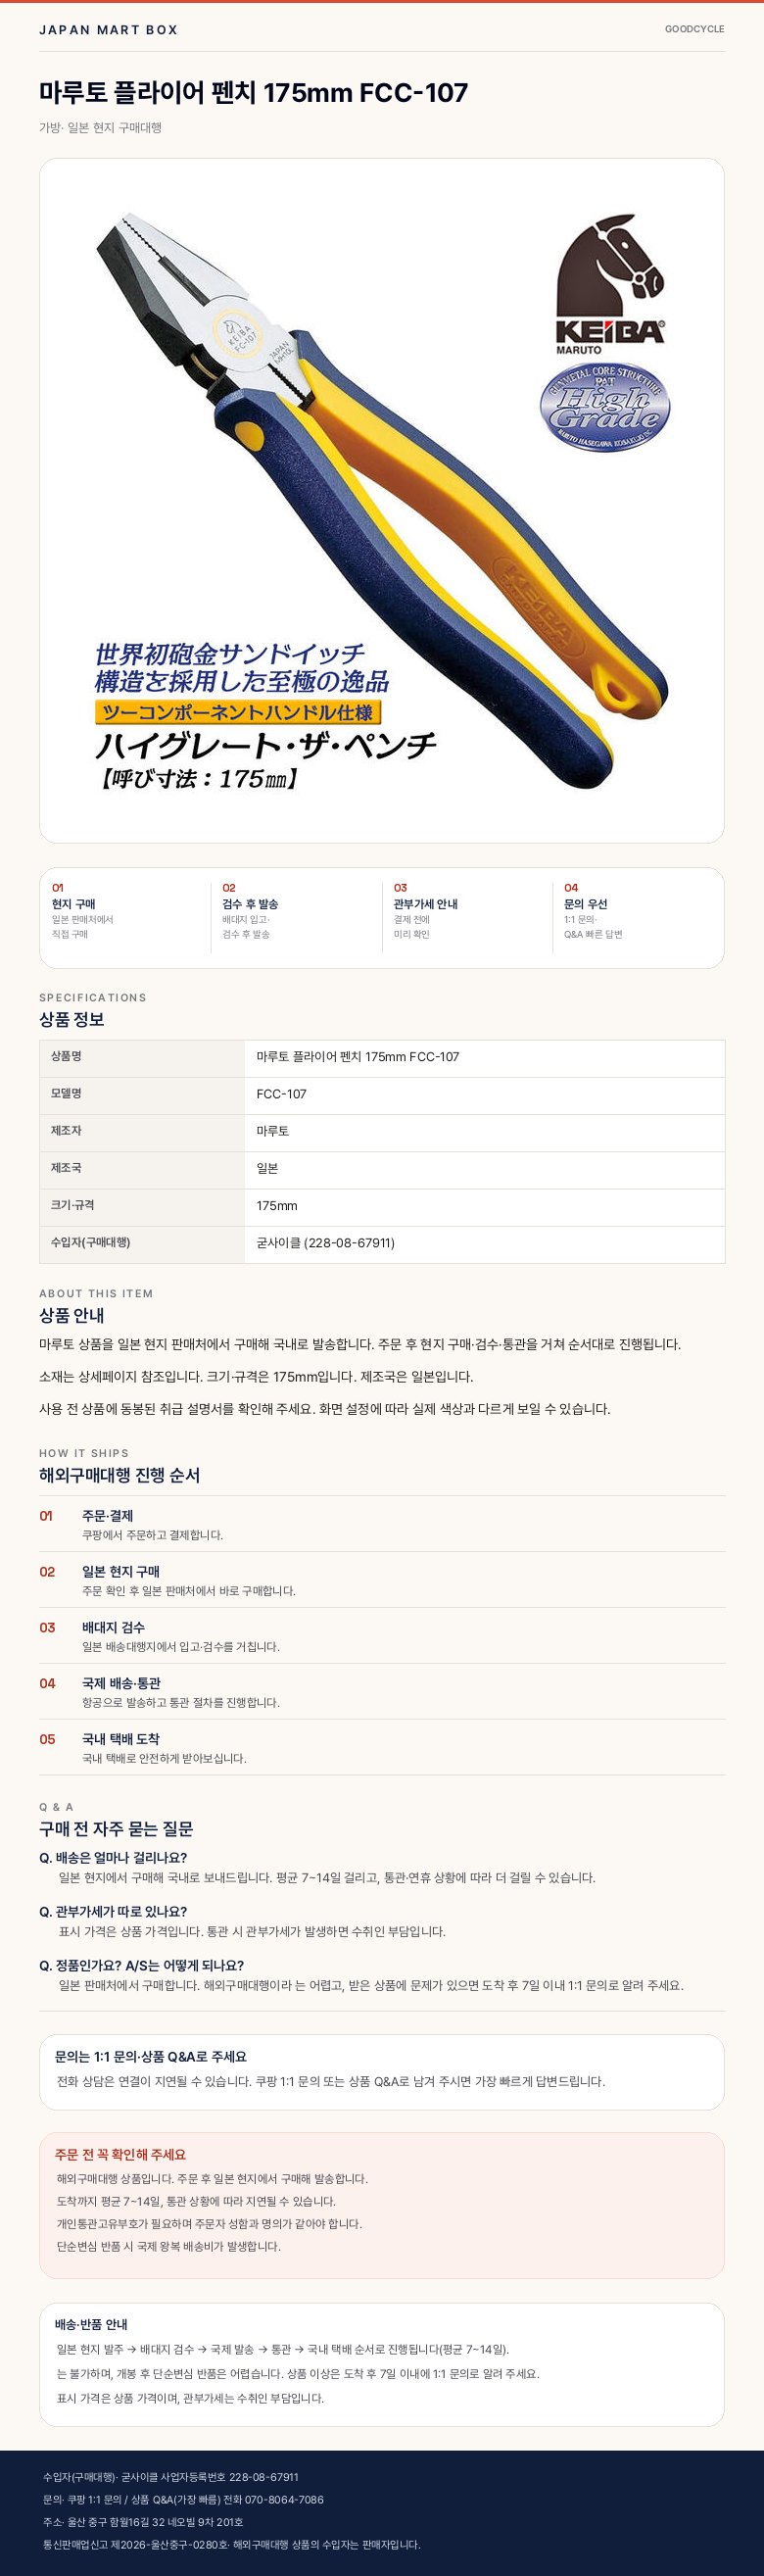 JAPAN MART BOX
GOODCYCLE
마루토 플라이어 펜치 175mm FCC-107
가방· 일본 현지 구매대행
KEIBA
FC-107
JAPAN
KEIBA®
MARUTO
GUNMETAL CORE STRUCTURE
PAT
High
Grade
MARUTO HASEGAWA KOSAKUJO INC
KEIBA
世界初砲金サンドイッチ
構造を採用した至極の逸品
ツーコンポーネントハンドル仕様
ハイグレート・ザ・ペンチ
【呼び寸法：175㎜】
01
현지 구매
일본 판매처에서
직접 구매
02
검수 후 발송
배대지 입고·
검수 후 발송
03
관부가세 안내
결제 전에
미리 확인
04
문의 우선
1:1 문의·
Q&A 빠른 답변
SPECIFICATIONS
상품 정보
상품명 마루토 플라이어 펜치 175mm FCC-107
모델명 FCC-107
제조자 마루토
제조국 일본
크기·규격 175mm
수입자(구매대행) 굳사이클 (228-08-67911)
ABOUT THIS ITEM
상품 안내
마루토 상품을 일본 현지 판매처에서 구매해 국내로 발송합니다. 주문 후 현지 구매·검수·통관을 거쳐 순서대로 진행됩니다.
소재는 상세페이지 참조입니다. 크기·규격은 175mm입니다. 제조국은 일본입니다.
사용 전 상품에 동봉된 취급 설명서를 확인해 주세요. 화면 설정에 따라 실제 색상과 다르게 보일 수 있습니다.
HOW IT SHIPS
해외구매대행 진행 순서
01 주문·결제
쿠팡에서 주문하고 결제합니다.
02 일본 현지 구매
주문 확인 후 일본 판매처에서 바로 구매합니다.
03 배대지 검수
일본 배송대행지에서 입고·검수를 거칩니다.
04 국제 배송·통관
항공으로 발송하고 통관 절차를 진행합니다.
05 국내 택배 도착
국내 택배로 안전하게 받아보십니다.
Q & A
구매 전 자주 묻는 질문
Q. 배송은 얼마나 걸리나요?
일본 현지에서 구매해 국내로 보내드립니다. 평균 7~14일 걸리고, 통관·연휴 상황에 따라 더 걸릴 수 있습니다.
Q. 관부가세가 따로 있나요?
표시 가격은 상품 가격입니다. 통관 시 관부가세가 발생하면 수취인 부담입니다.
Q. 정품인가요? A/S는 어떻게 되나요?
일본 판매처에서 구매합니다. 해외구매대행이라 는 어렵고, 받은 상품에 문제가 있으면 도착 후 7일 이내 1:1 문의로 알려 주세요.
문의는 1:1 문의·상품 Q&A로 주세요
전화 상담은 연결이 지연될 수 있습니다. 쿠팡 1:1 문의 또는 상품 Q&A로 남겨 주시면 가장 빠르게 답변드립니다.
주문 전 꼭 확인해 주세요
해외구매대행 상품입니다. 주문 후 일본 현지에서 구매해 발송합니다.
도착까지 평균 7~14일, 통관 상황에 따라 지연될 수 있습니다.
개인통관고유부호가 필요하며 주문자 성함과 명의가 같아야 합니다.
단순변심 반품 시 국제 왕복 배송비가 발생합니다.
배송·반품 안내
일본 현지 발주 → 배대지 검수 → 국제 발송 → 통관 → 국내 택배 순서로 진행됩니다(평균 7~14일).
는 불가하며, 개봉 후 단순변심 반품은 어렵습니다. 상품 이상은 도착 후 7일 이내에 1:1 문의로 알려 주세요.
표시 가격은 상품 가격이며, 관부가세는 수취인 부담입니다.
수입자(구매대행)· 굳사이클 사업자등록번호 228-08-67911
문의· 쿠팡 1:1 문의 / 상품 Q&A(가장 빠름) 전화 070-8064-7086
주소· 울산 중구 함월16길 32 네오빌 9차 201호
통신판매업신고 제2026-울산중구-0280호· 해외구매대행 상품의 수입자는 판매자입니다.